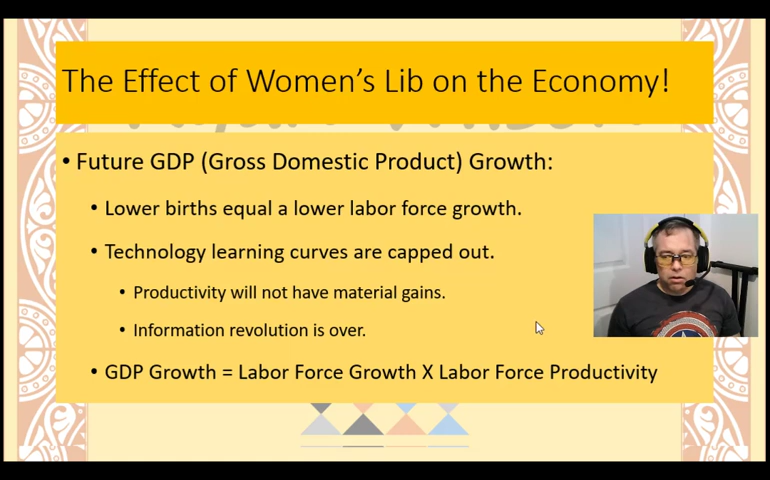 The Effect of Women's Lib on the Economy!
• Future GDP (Gross Domestic Product) Growth:
• Lower births equal a lower labor force growth.
• Technology learning curves are capped out.
• Productivity will not have material gains.
• Information revolution is over.
• GDP Growth = Labor Force Growth X Labor Force Productivity